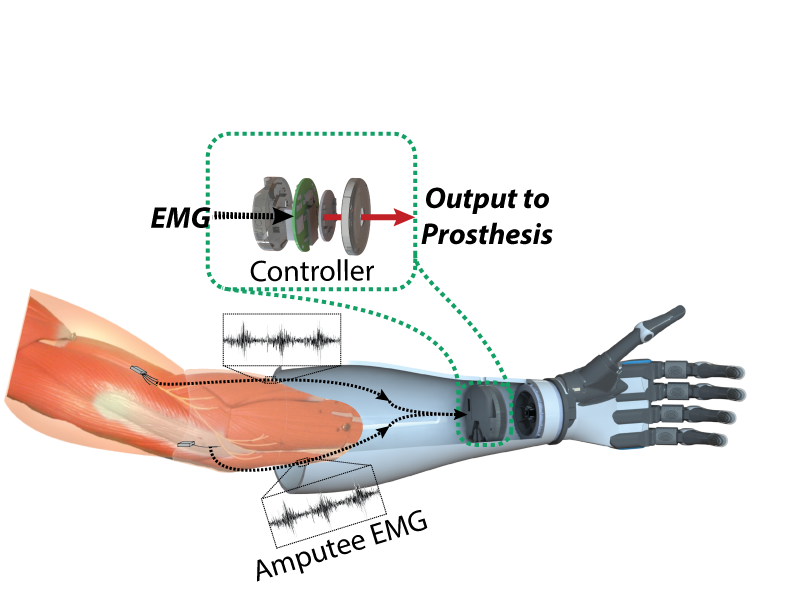 EMG
Output to
Prosthesis
Controller
Amputee EMG